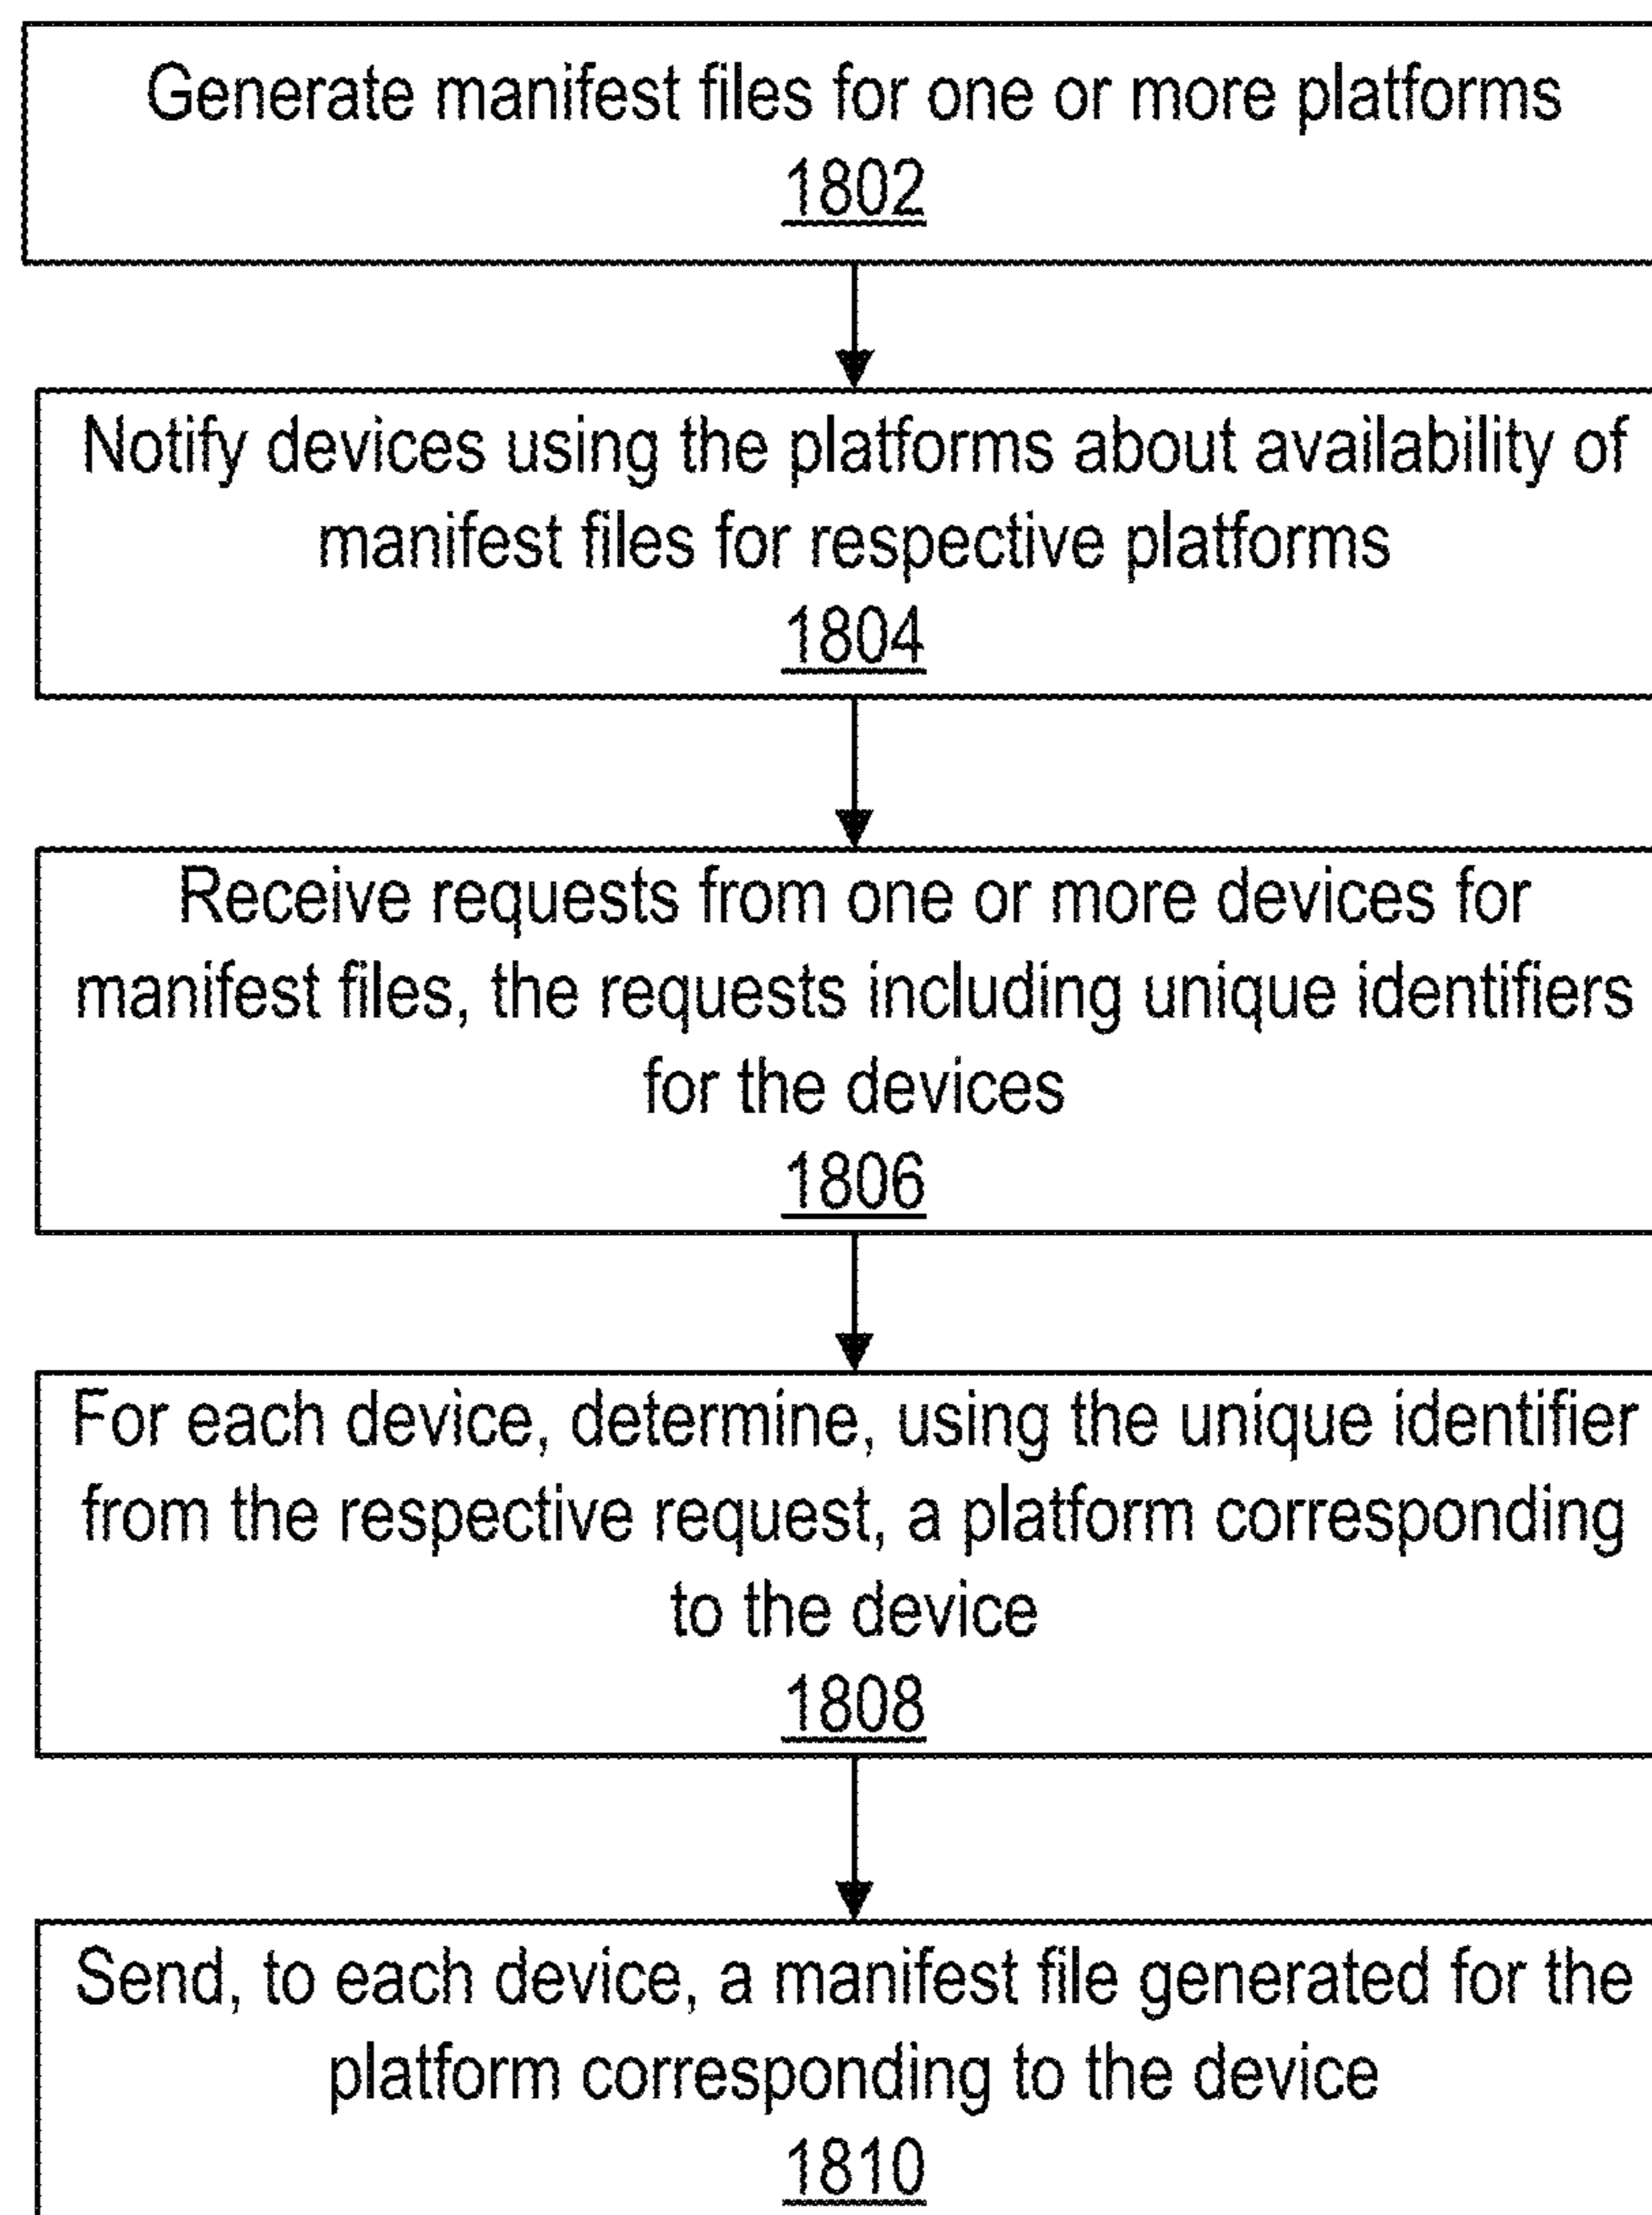 Generate manifest files for one or more platforms
1802
Notify devices using the platforms about availability of
manifest files for respective platforms
1804
Receive requests from one or more devices for
manifest files, the requests including unique identifiers
for the devices
1806
For each device, determine, using the unique identifier
from the respective request, a platform corresponding
to the device
1808
Send, to each device, a manifest file generated for the
platform corresponding to the device
1810